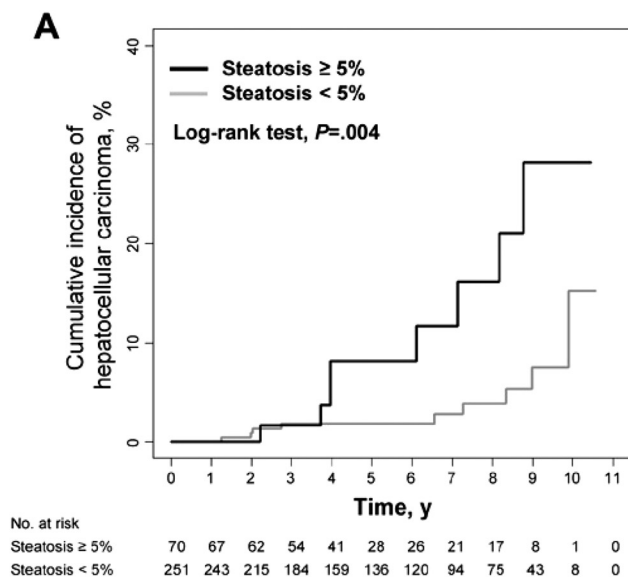 A
40
30
20
10
0
Cumulative incidence of
hepatocellular carcinoma, %
Steatosis ≥ 5%
Steatosis < 5%
Log-rank test, P=.004
0 1 2 3 4 5 6 7 8 9 10 11
Time, y
No. at risk
Steatosis ≥ 5% 70 67 62 54 41 28 26 21 17 8 1 0
Steatosis < 5% 251 243 215 184 159 136 120 94 75 43 8 0